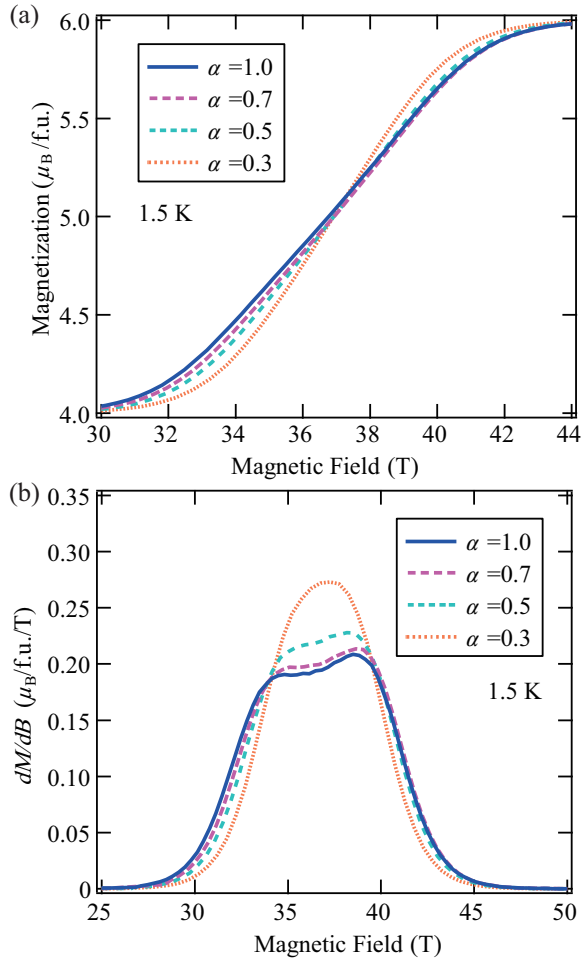 (a)
6.0
5.5
5.0
4.5
4.0
Magnetization (μB/f.u.)
α =1.0
α =0.7
α =0.5
α =0.3
1.5 K
30 32 34 36 38 40 42 44
Magnetic Field (T)
(b)
0.35
0.30
0.25
0.20
0.15
0.10
0.05
0
dM/dB (μB/f.u./T)
α =1.0
α =0.7
α =0.5
α =0.3
1.5 K
25 30 35 40 45 50
Magnetic Field (T)